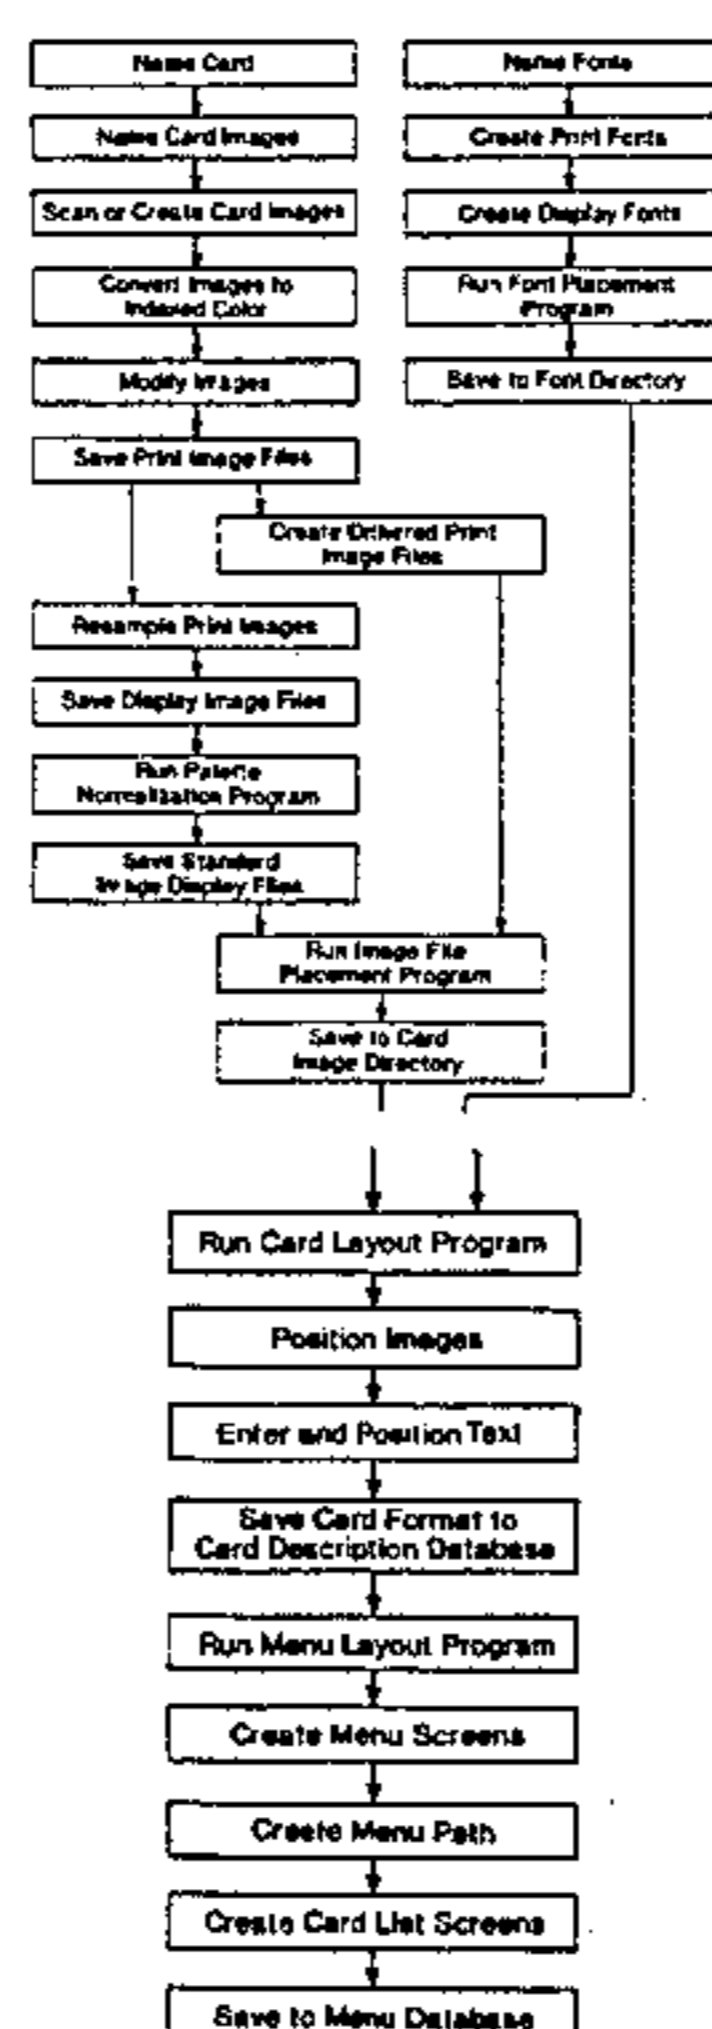 Name Card
Name Card Images
Scan or Create Card Images
Convert Images to
Indexed Color
Modify Images
Save Print Image Files
Name Fonts
Create Print Fonts
Create Display Fonts
Run Font Placement
Program
Save to Font Directory
Create Dithered Print
Image Files
Resample Print Images
Save Display Image Files
Run Palette
Normalization Program
Save Standard
Image Display Files
Run Image File
Placement Program
Save to Card
Image Directory
Run Card Layout Program
Position Images
Enter and Position Text
Save Card Format to
Card Description Database
Run Menu Layout Program
Create Menu Screens
Create Menu Path
Create Card List Screens
Save to Menu Database